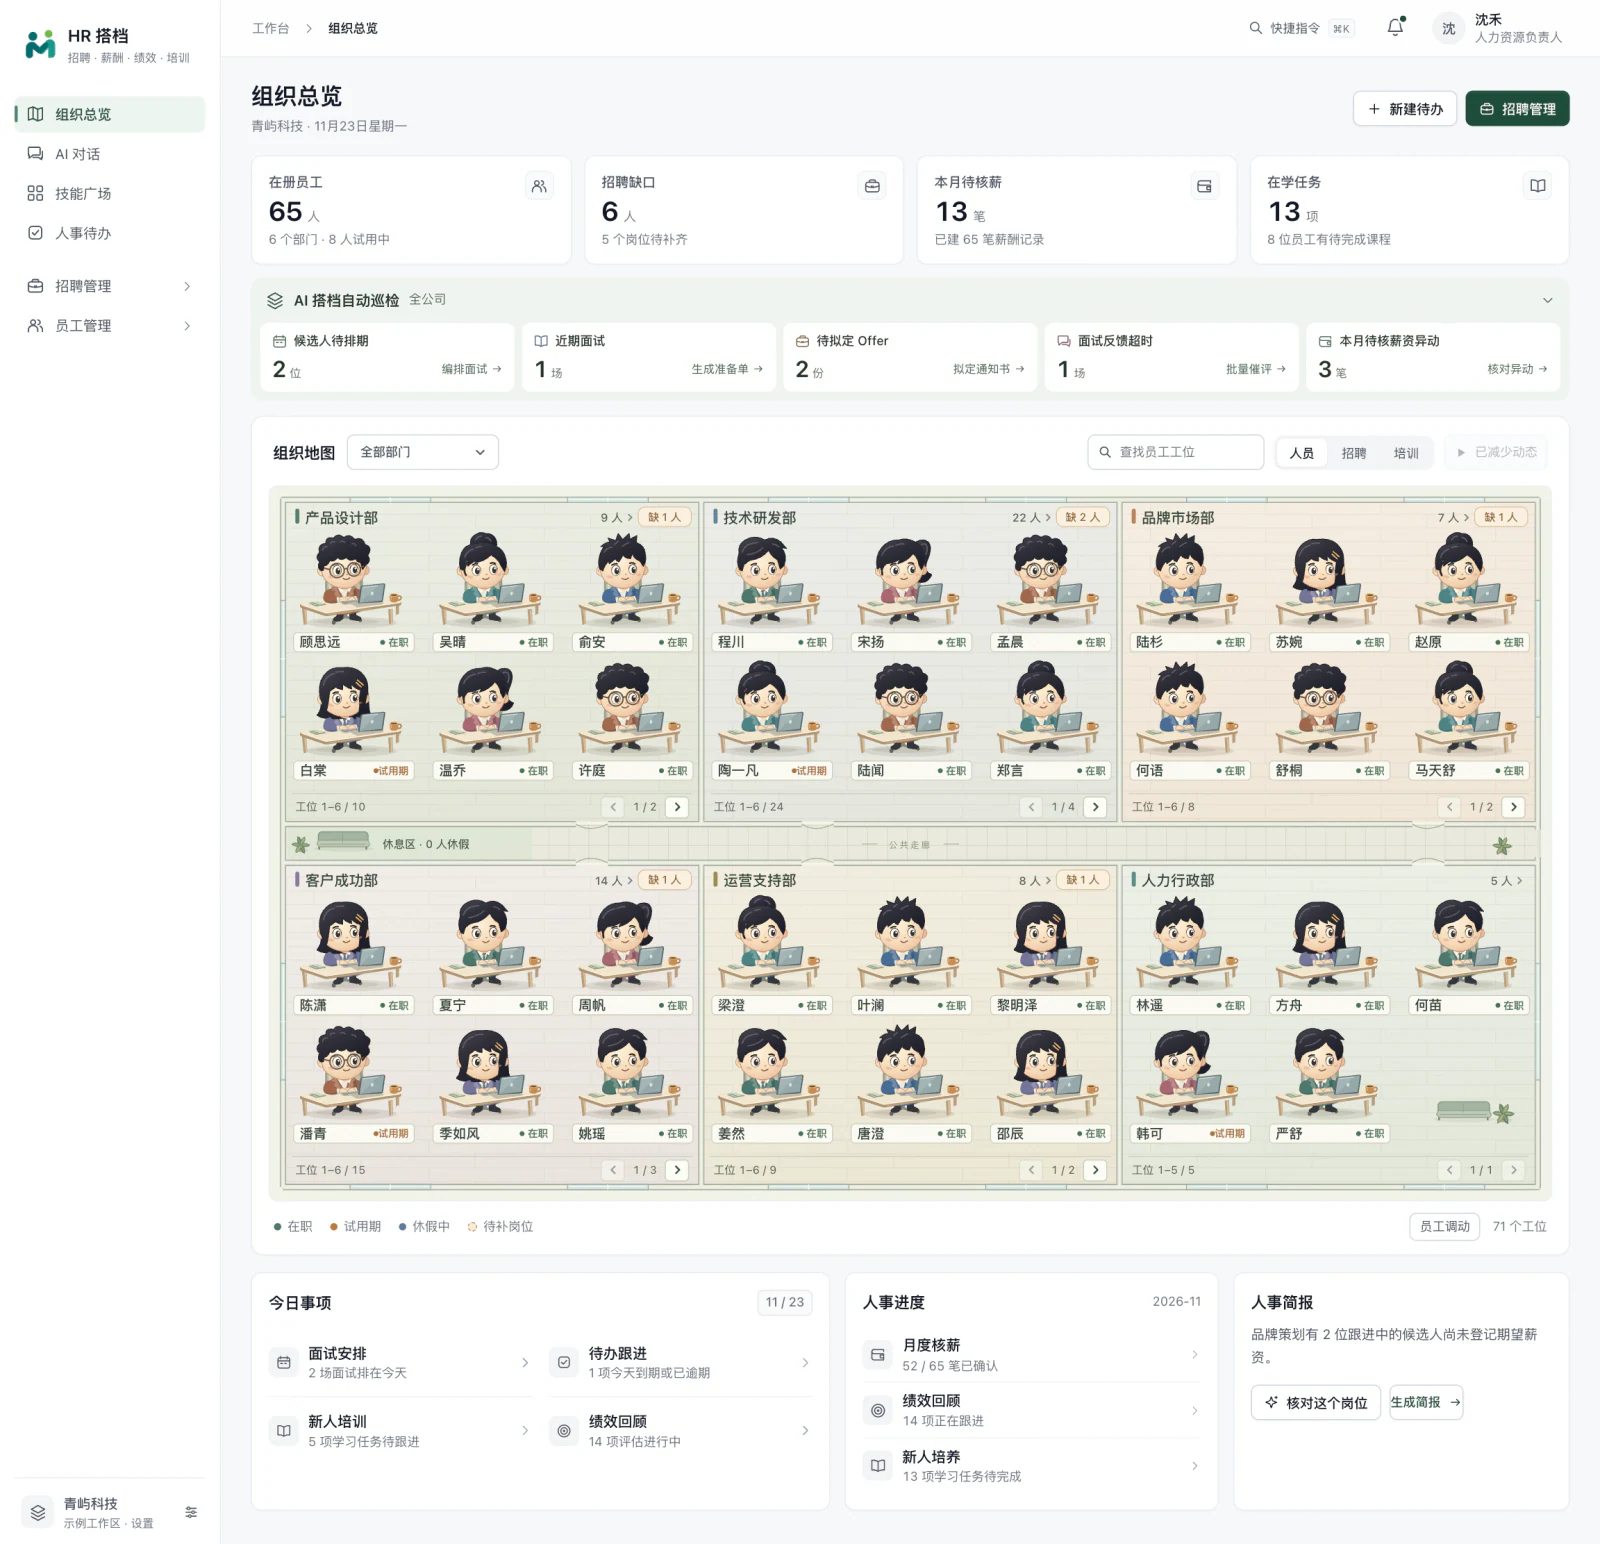 HR 搭档
招聘 · 薪酬 · 绩效 · 培训
组织总览
AI 对话
技能广场
人事待办
招聘管理
员工管理
青屿科技
示例工作区 · 设置
工作台 > 组织总览
快捷指令 ⌘K
沈
沈禾
人力资源负责人
组织总览
青屿科技 · 11月23日星期一
+ 新建待办
招聘管理
在册员工
65 人
6 个部门 · 8 人试用中
招聘缺口
6 人
5 个岗位待补齐
本月待核薪
13 笔
已建 65 笔薪酬记录
在学任务
13 项
8 位员工有待完成课程
AI 搭档自动巡检 全公司
候选人待排期
2 位 编排面试 →
近期面试
1 场 生成准备单 →
待拟定 Offer
2 份 拟定通知书 →
面试反馈超时
1 场 批量催评 →
本月待核薪资异动
3 笔 核对异动 →
组织地图 全部部门
查找员工工位
人员 招聘 培训
已减少动态
产品设计部 9 人 > 缺 1 人
顾思远 在职 吴晴 在职 俞安 在职
白棠 试用期 温乔 在职 许庭 在职
工位 1–6 / 10 < 1 / 2 >
技术研发部 22 人 > 缺 2 人
程川 在职 宋扬 在职 孟晨 在职
陶一凡 试用期 陆闻 在职 郑言 在职
工位 1–6 / 24 < 1 / 4 >
品牌市场部 7 人 > 缺 1 人
陆杉 在职 苏婉 在职 赵原 在职
何语 在职 舒桐 在职 马天舒 在职
工位 1–6 / 8 < 1 / 2 >
休息区 · 0 人休假
公共走廊
客户成功部 14 人 > 缺 1 人
陈潇 在职 夏宁 在职 周帆 在职
潘青 试用期 季如风 在职 姚瑶 在职
工位 1–6 / 15 < 1 / 3 >
运营支持部 8 人 > 缺 1 人
梁澄 在职 叶澜 在职 黎明泽 在职
姜然 在职 唐澄 在职 邵辰 在职
工位 1–6 / 9 < 1 / 2 >
人力行政部 5 人 >
林遥 在职 方舟 在职 何苗 在职
韩可 试用期 严舒 在职
工位 1–5 / 5 < 1 / 1 >
在职 试用期 休假中 待补岗位
员工调动 71 个工位
今日事项 11 / 23
面试安排
2 场面试排在今天
待办跟进
1 项今天到期或已逾期
新人培训
5 项学习任务待跟进
绩效回顾
14 项评估进行中
人事进度 2026-11
月度核薪
52 / 65 笔已确认
绩效回顾
14 项正在跟进
新人培养
13 项学习任务待完成
人事简报
品牌策划有 2 位跟进中的候选人尚未登记期望薪
资。
核对这个岗位
生成简报 →